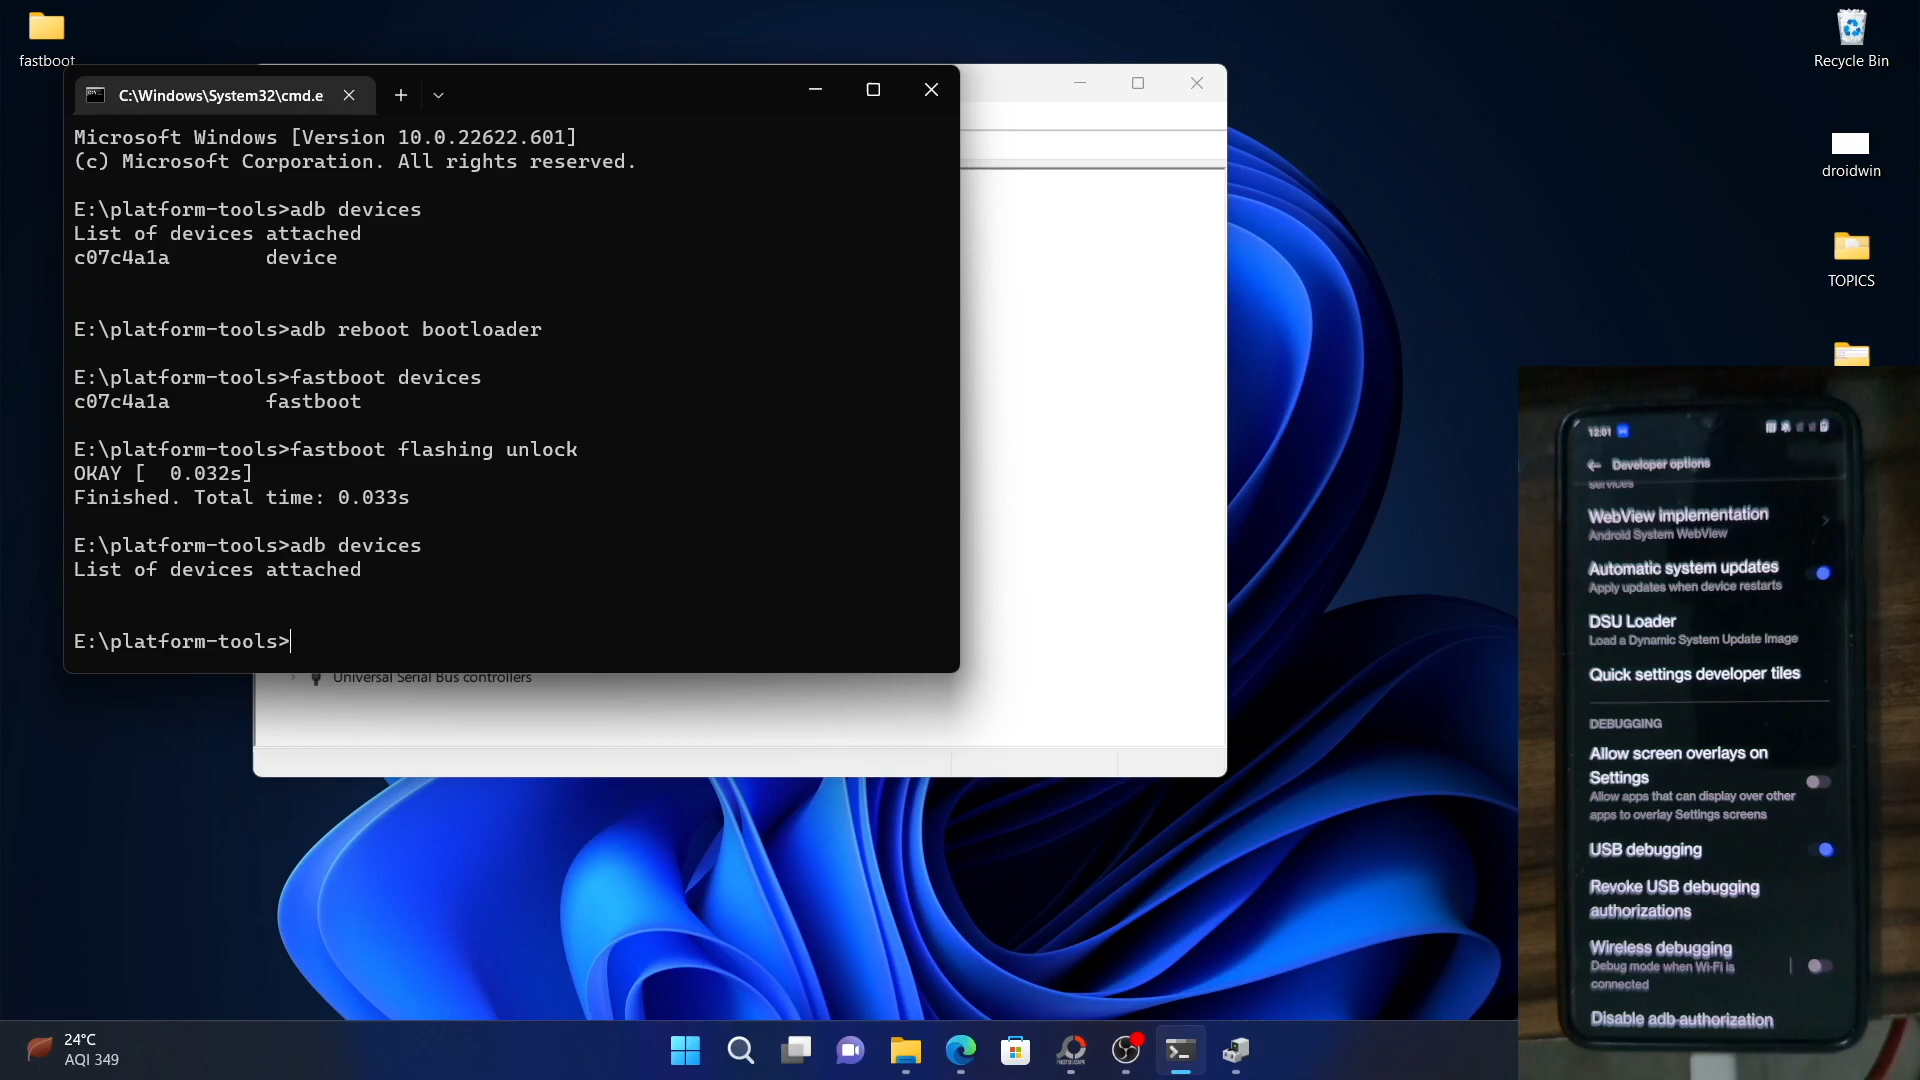 fastboot
Recycle Bin
droidwin
TOPICS
C:\Windows\System32\cmd.e
Microsoft Windows [Version 10.0.22622.601]
(c) Microsoft Corporation. All rights reserved.
E:\platform-tools>adb devices
List of devices attached
c07c4a1a        device
E:\platform-tools>adb reboot bootloader
E:\platform-tools>fastboot devices
c07c4a1a        fastboot
E:\platform-tools>fastboot flashing unlock
OKAY [  0.032s]
Finished. Total time: 0.033s
E:\platform-tools>adb devices
List of devices attached
E:\platform-tools>
Universal Serial Bus controllers
12:01
Developer options
services
WebView implementation
Android System WebView
Automatic system updates
Apply updates when device restarts
DSU Loader
Load a Dynamic System Update Image
Quick settings developer tiles
DEBUGGING
Allow screen overlays on
Settings
Allow apps that can display over other
apps to overlay Settings screens
USB debugging
Revoke USB debugging
authorizations
Wireless debugging
Debug mode when Wi-Fi is
connected
Disable adb authorization
24°C
AQI 349